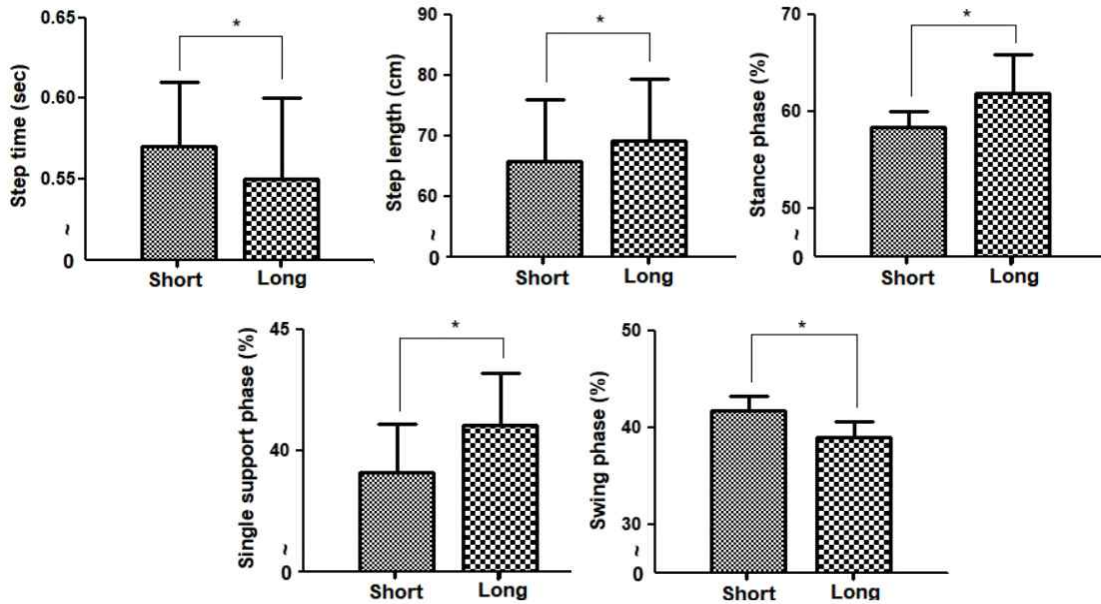 Step time (sec)
0.65
0.60
0.55
~
0
*
Short
Long
Step length (cm)
90
80
70
60
~
0
*
Short
Long
Stance phase (%)
70
60
50
~
0
*
Short
Long
Single support phase (%)
45
40
~
0
*
Short
Long
Swing phase (%)
50
40
30
~
0
*
Short
Long